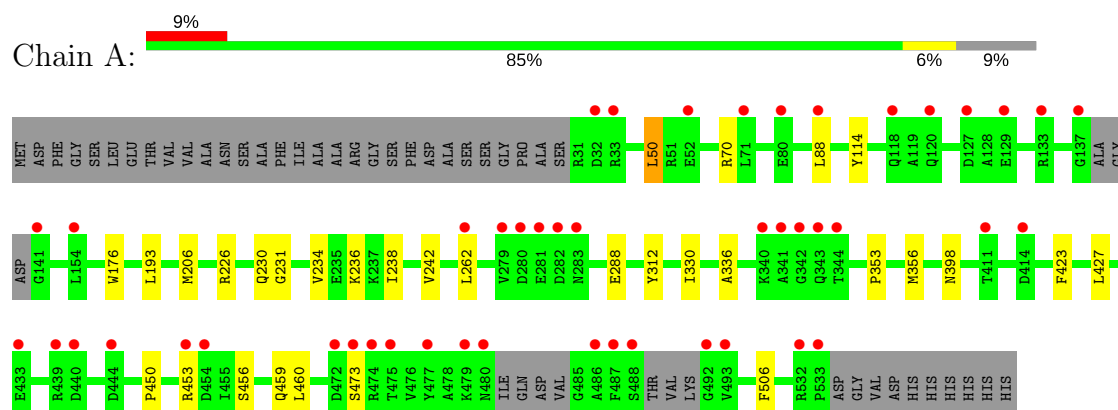 9%
Chain A:
85% 6% 9%
MET ASP PHE GLY SER LEU GLU THR VAL VAL ALA ASN SER ALA PHE ILE ALA ALA ARG GLY SER PHE ASP ALA SER SER GLY PRO ALA SER R31 D32 R33 L50 R51 E52 R70 L71 E80 L88 Y114 Q118 A119 Q120 D127 A128 E129 R133 G137 ALA GLY
ASP G141 L154 W176 L193 M206 R226 Q230 G231 V234 E235 K236 K237 I238 V242 L262 V279 D280 E281 D282 N283 E288 Y312 I330 A336 K340 A341 G342 Q343 T344 P353 M356 N398 T411 D414 F423 L427
E433 R439 D440 D444 P450 R453 D454 I455 S456 Q459 L460 D472 S473 R474 T475 V476 Y477 A478 K479 N480 ILE GLN ASP VAL G485 A486 F487 S488 THR VAL LYS G492 V493 F506 R532 P533 ASP GLY VAL ASP HIS HIS HIS HIS HIS HIS